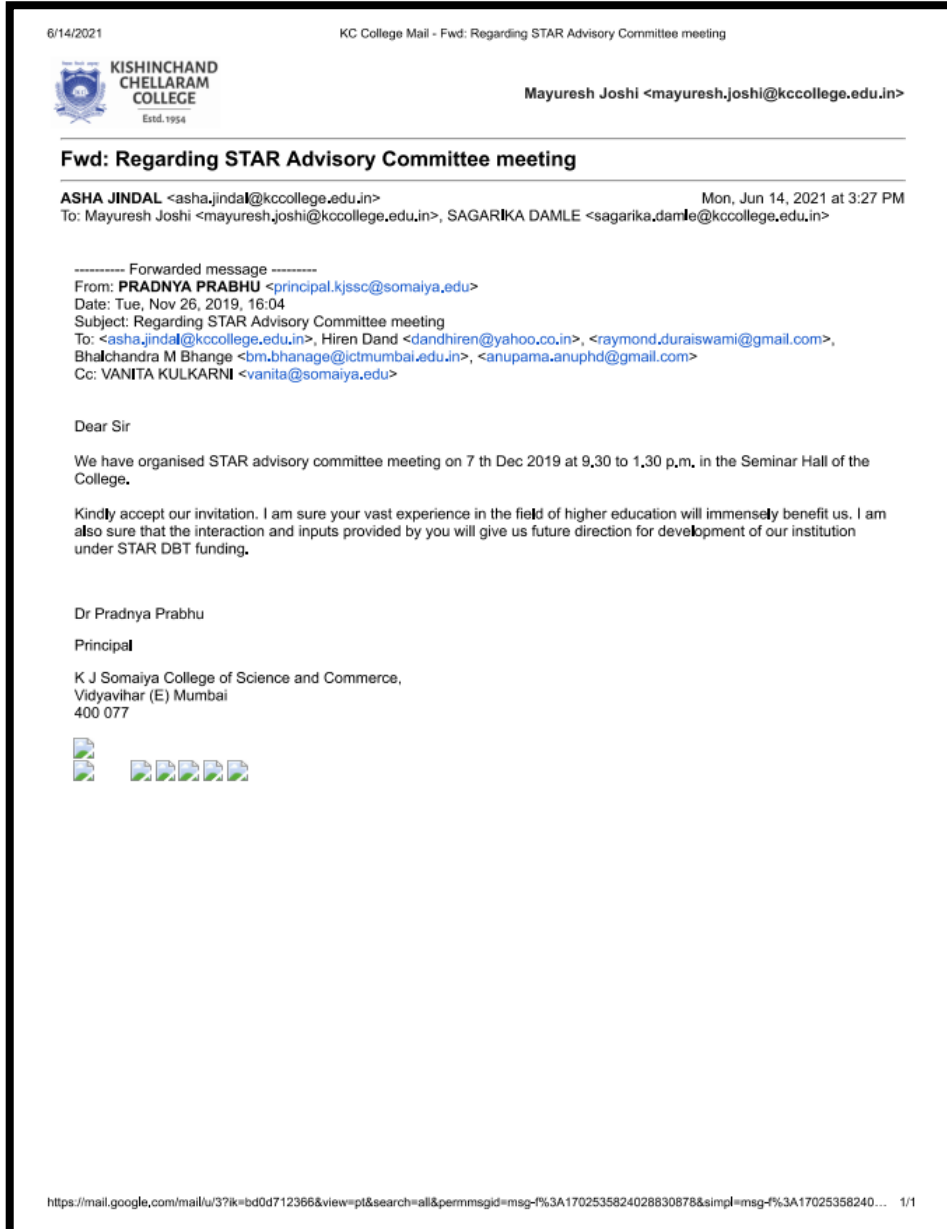 6/14/2021 KC College Mail - Fwd: Regarding STAR Advisory Committee meeting
KISHINCHAND
CHELLARAM
COLLEGE
Estd. 1954
Mayuresh Joshi <mayuresh.joshi@kccollege.edu.in>
Fwd: Regarding STAR Advisory Committee meeting
ASHA JINDAL <asha.jindal@kccollege.edu.in> Mon, Jun 14, 2021 at 3:27 PM
To: Mayuresh Joshi <mayuresh.joshi@kccollege.edu.in>, SAGARIKA DAMLE <sagarika.damle@kccollege.edu.in>
---------- Forwarded message ---------
From: PRADNYA PRABHU <principal.kjssc@somaiya.edu>
Date: Tue, Nov 26, 2019, 16:04
Subject: Regarding STAR Advisory Committee meeting
To: <asha.jindal@kccollege.edu.in>, Hiren Dand <dandhiren@yahoo.co.in>, <raymond.duraiswami@gmail.com>,
Bhalchandra M Bhange <bm.bhanage@ictmumbai.edu.in>, <anupama.anuphd@gmail.com>
Cc: VANITA KULKARNI <vanita@somaiya.edu>
Dear Sir
We have organised STAR advisory committee meeting on 7 th Dec 2019 at 9.30 to 1.30 p.m. in the Seminar Hall of the
College.
Kindly accept our invitation. I am sure your vast experience in the field of higher education will immensely benefit us. I am
also sure that the interaction and inputs provided by you will give us future direction for development of our institution
under STAR DBT funding.
Dr Pradnya Prabhu
Principal
K J Somaiya College of Science and Commerce,
Vidyavihar (E) Mumbai
400 077
https://mail.google.com/mail/u/3?ik=bd0d712366&view=pt&search=all&permmsgid=msg-f%3A1702535824028830878&simpl=msg-f%3A17025358240... 1/1